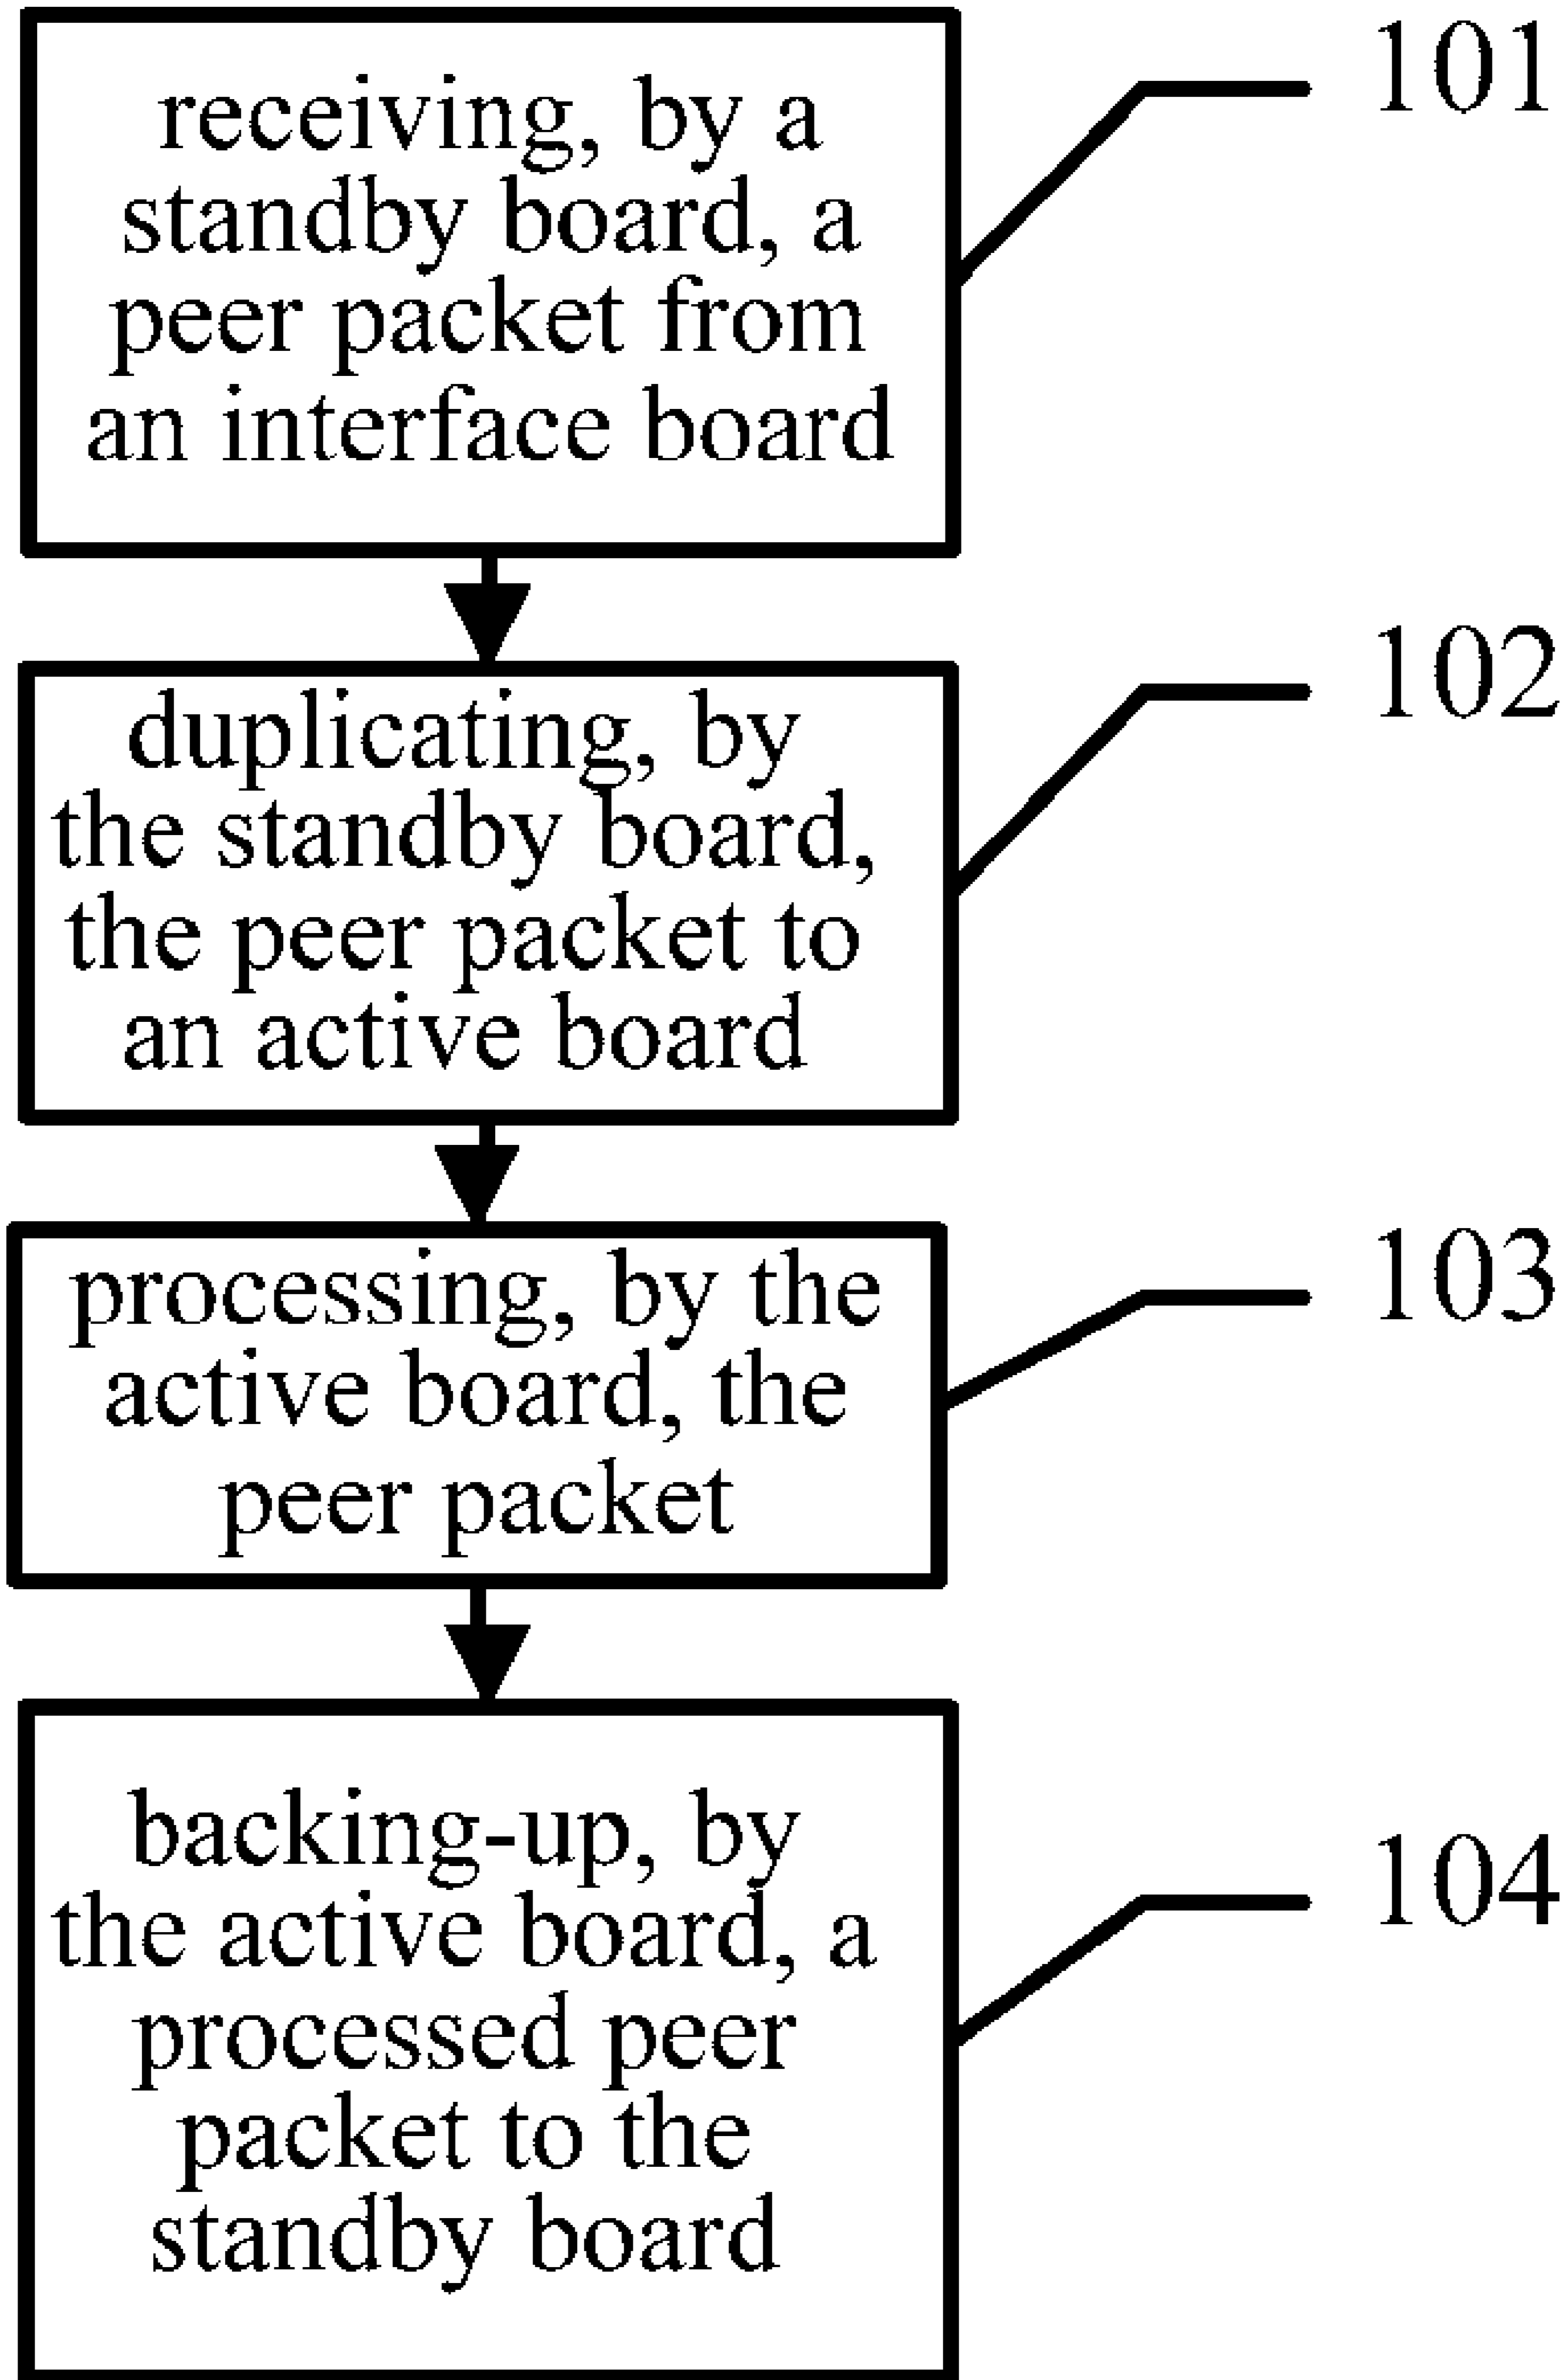 receiving, by a
standby board, a
peer packet from
an interface board
101
duplicating, by
the standby board,
the peer packet to
an active board
102
processing, by the
active board, the
peer packet
103
backing-up, by
the active board, a
processed peer
packet to the
standby board
104